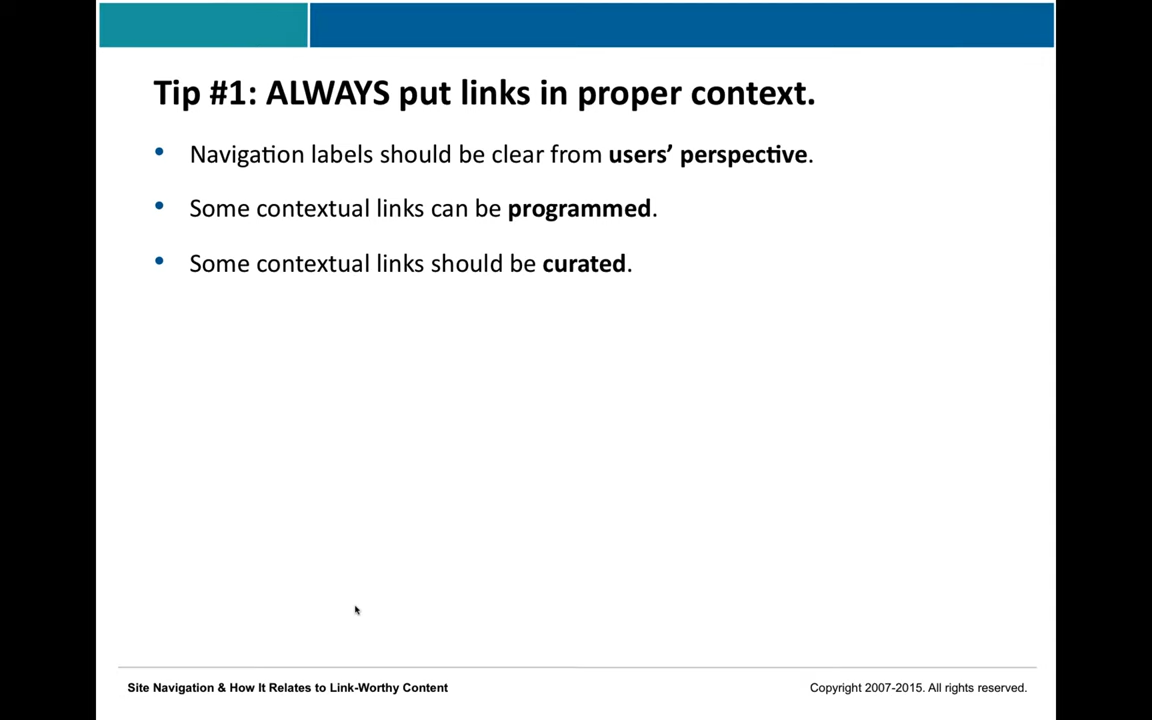 Tip #1: ALWAYS put links in proper context.
• Navigation labels should be clear from users’ perspective.
• Some contextual links can be programmed.
• Some contextual links should be curated.
Site Navigation & How It Relates to Link-Worthy Content
Copyright 2007-2015. All rights reserved.